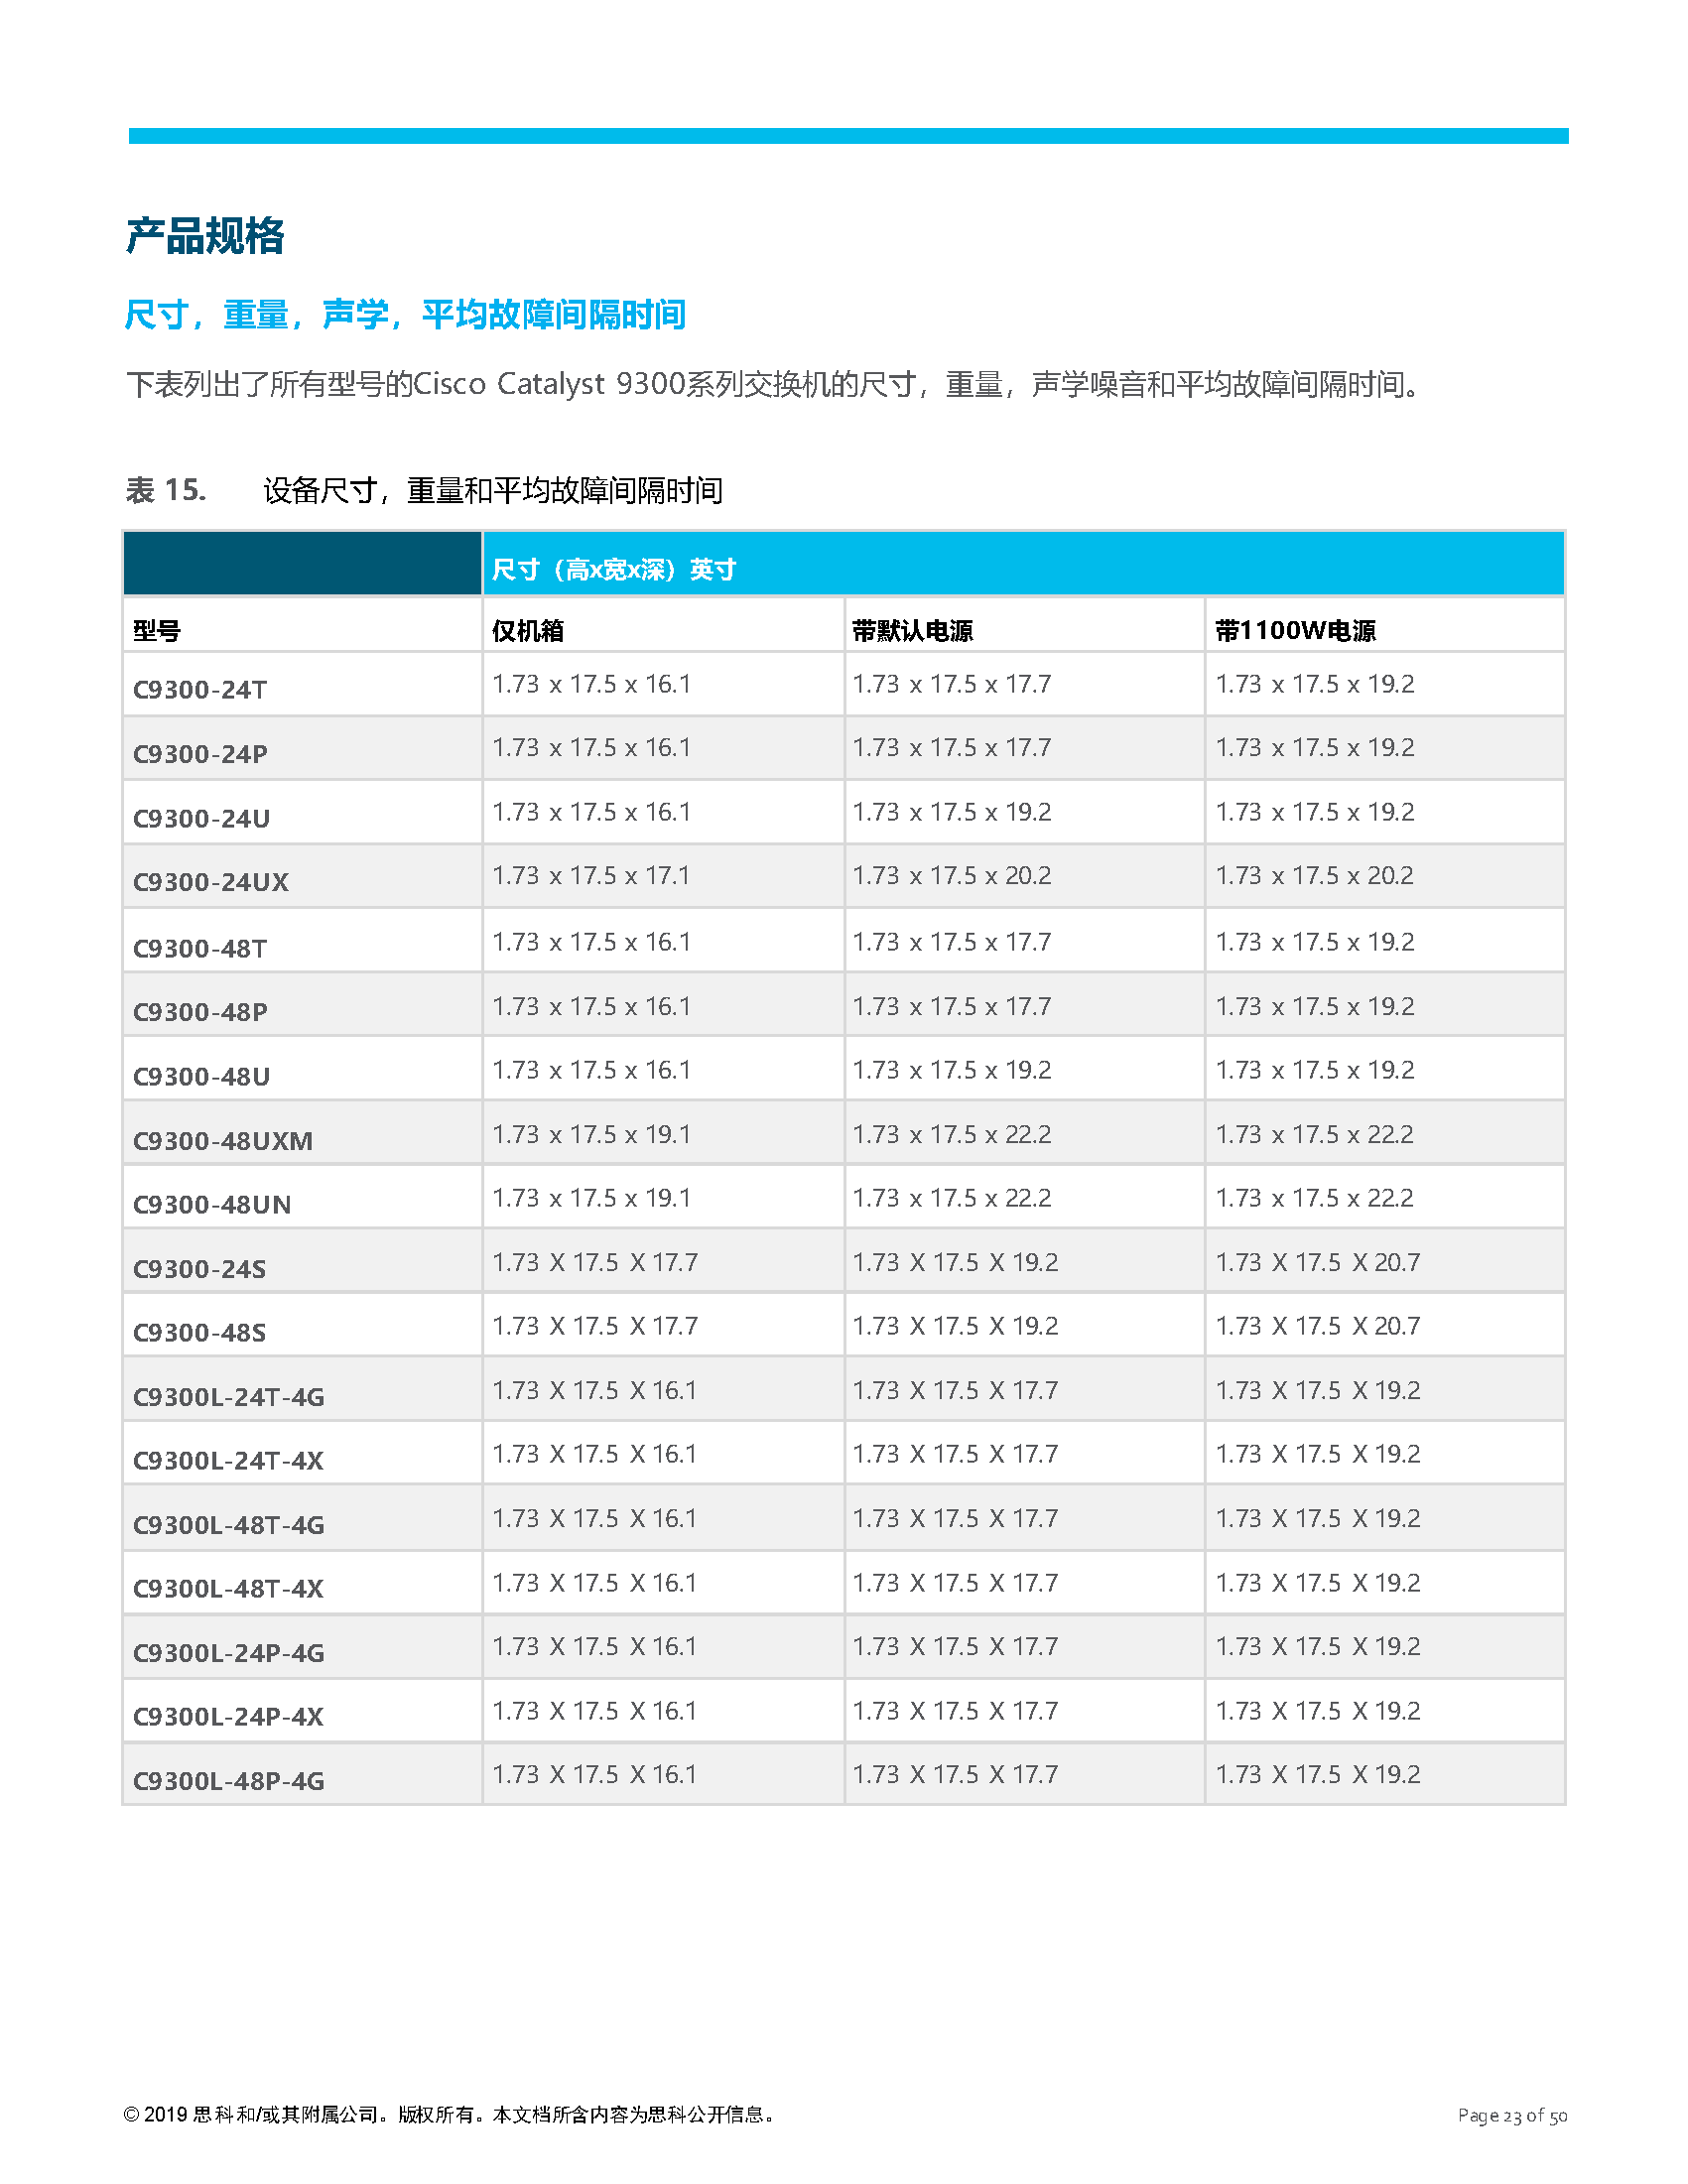 产品规格
尺寸，重量，声学，平均故障间隔时间
下表列出了所有型号的Cisco Catalyst 9300系列交换机的尺寸，重量，声学噪音和平均故障间隔时间。
表 15. 设备尺寸，重量和平均故障间隔时间
尺寸（高x宽x深）英寸
型号 仅机箱 带默认电源 带1100W电源
C9300-24T 1.73 x 17.5 x 16.1 1.73 x 17.5 x 17.7 1.73 x 17.5 x 19.2
C9300-24P 1.73 x 17.5 x 16.1 1.73 x 17.5 x 17.7 1.73 x 17.5 x 19.2
C9300-24U 1.73 x 17.5 x 16.1 1.73 x 17.5 x 19.2 1.73 x 17.5 x 19.2
C9300-24UX 1.73 x 17.5 x 17.1 1.73 x 17.5 x 20.2 1.73 x 17.5 x 20.2
C9300-48T 1.73 x 17.5 x 16.1 1.73 x 17.5 x 17.7 1.73 x 17.5 x 19.2
C9300-48P 1.73 x 17.5 x 16.1 1.73 x 17.5 x 17.7 1.73 x 17.5 x 19.2
C9300-48U 1.73 x 17.5 x 16.1 1.73 x 17.5 x 19.2 1.73 x 17.5 x 19.2
C9300-48UXM 1.73 x 17.5 x 19.1 1.73 x 17.5 x 22.2 1.73 x 17.5 x 22.2
C9300-48UN 1.73 x 17.5 x 19.1 1.73 x 17.5 x 22.2 1.73 x 17.5 x 22.2
C9300-24S 1.73 X 17.5 X 17.7 1.73 X 17.5 X 19.2 1.73 X 17.5 X 20.7
C9300-48S 1.73 X 17.5 X 17.7 1.73 X 17.5 X 19.2 1.73 X 17.5 X 20.7
C9300L-24T-4G 1.73 X 17.5 X 16.1 1.73 X 17.5 X 17.7 1.73 X 17.5 X 19.2
C9300L-24T-4X 1.73 X 17.5 X 16.1 1.73 X 17.5 X 17.7 1.73 X 17.5 X 19.2
C9300L-48T-4G 1.73 X 17.5 X 16.1 1.73 X 17.5 X 17.7 1.73 X 17.5 X 19.2
C9300L-48T-4X 1.73 X 17.5 X 16.1 1.73 X 17.5 X 17.7 1.73 X 17.5 X 19.2
C9300L-24P-4G 1.73 X 17.5 X 16.1 1.73 X 17.5 X 17.7 1.73 X 17.5 X 19.2
C9300L-24P-4X 1.73 X 17.5 X 16.1 1.73 X 17.5 X 17.7 1.73 X 17.5 X 19.2
C9300L-48P-4G 1.73 X 17.5 X 16.1 1.73 X 17.5 X 17.7 1.73 X 17.5 X 19.2
© 2019 思科和/或其附属公司。版权所有。本文档所含内容为思科公开信息。 Page 23 of 50